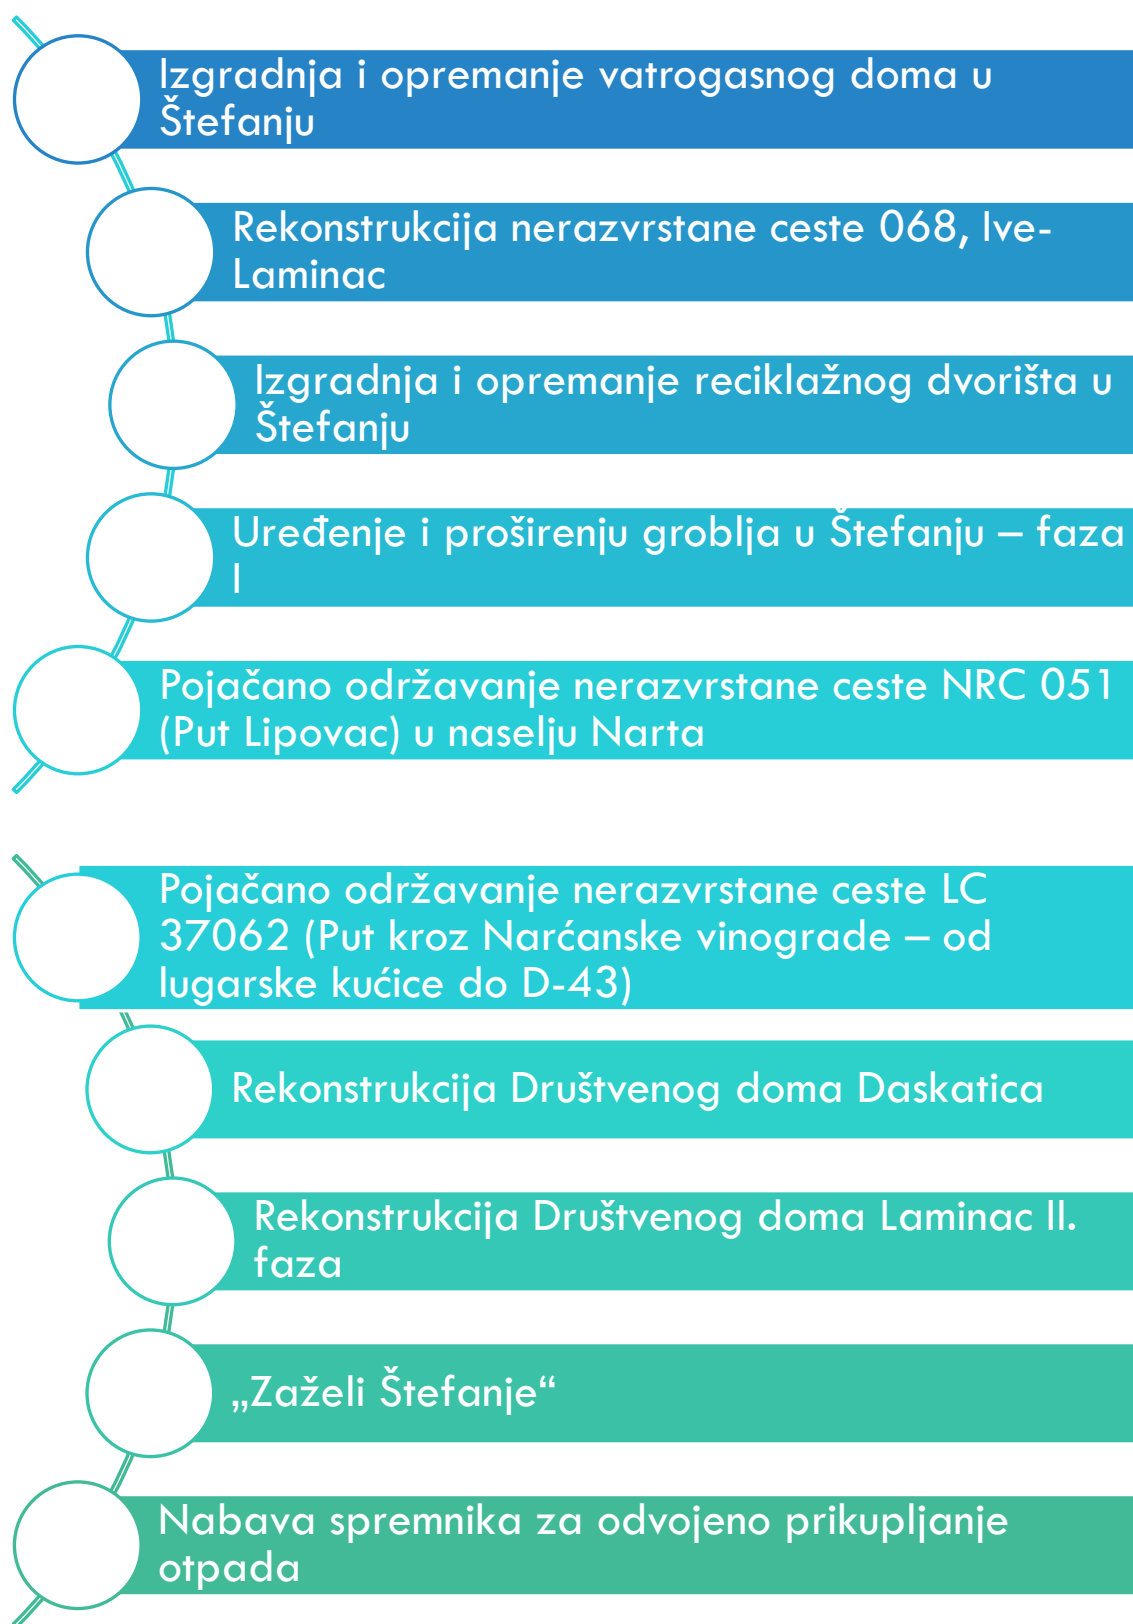 Izgradnja i opremanje vatrogasnog doma u
Štefanju
Rekonstrukcija nerazvrstane ceste 068, Ive-
Laminac
Izgradnja i opremanje reciklažnog dvorišta u
Štefanju
Uređenje i proširenju groblja u Štefanju – faza
I
Pojačano održavanje nerazvrstane ceste NRC 051
(Put Lipovac) u naselju Narta
Pojačano održavanje nerazvrstane ceste LC
37062 (Put kroz Narćanske vinograde – od
lugarske kućice do D-43)
Rekonstrukcija Društvenog doma Daskatica
Rekonstrukcija Društvenog doma Laminac II.
faza
„Zaželi Štefanje“
Nabava spremnika za odvojeno prikupljanje
otpada